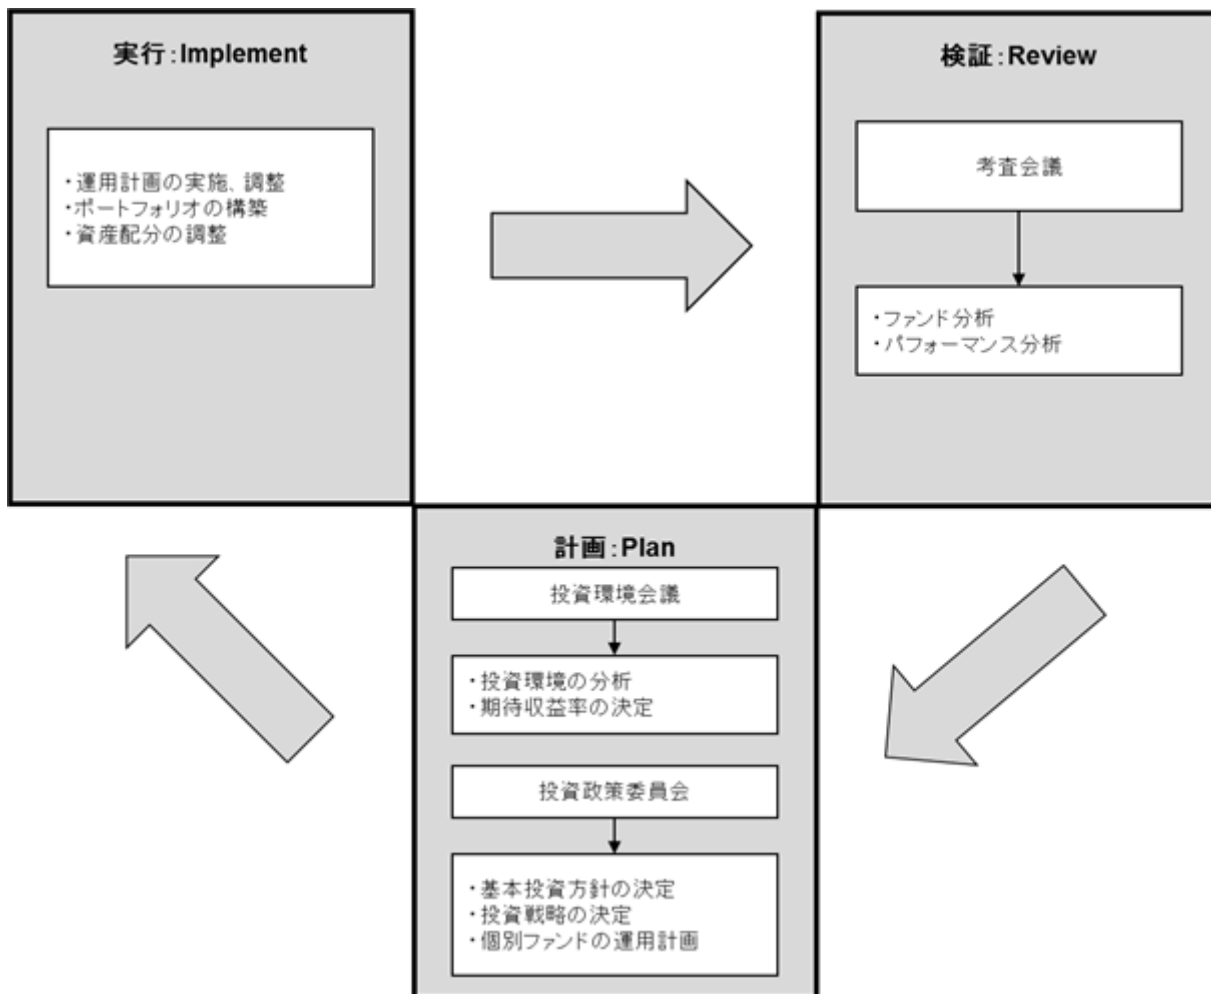 実行：Implement
・運用計画の実施、調整
・ポートフォリオの構築
・資産配分の調整
検証：Review
考査会議
・ファンド分析
・パフォーマンス分析
計画：Plan
投資環境会議
・投資環境の分析
・期待収益率の決定
投資政策委員会
・基本投資方針の決定
・投資戦略の決定
・個別ファンドの運用計画